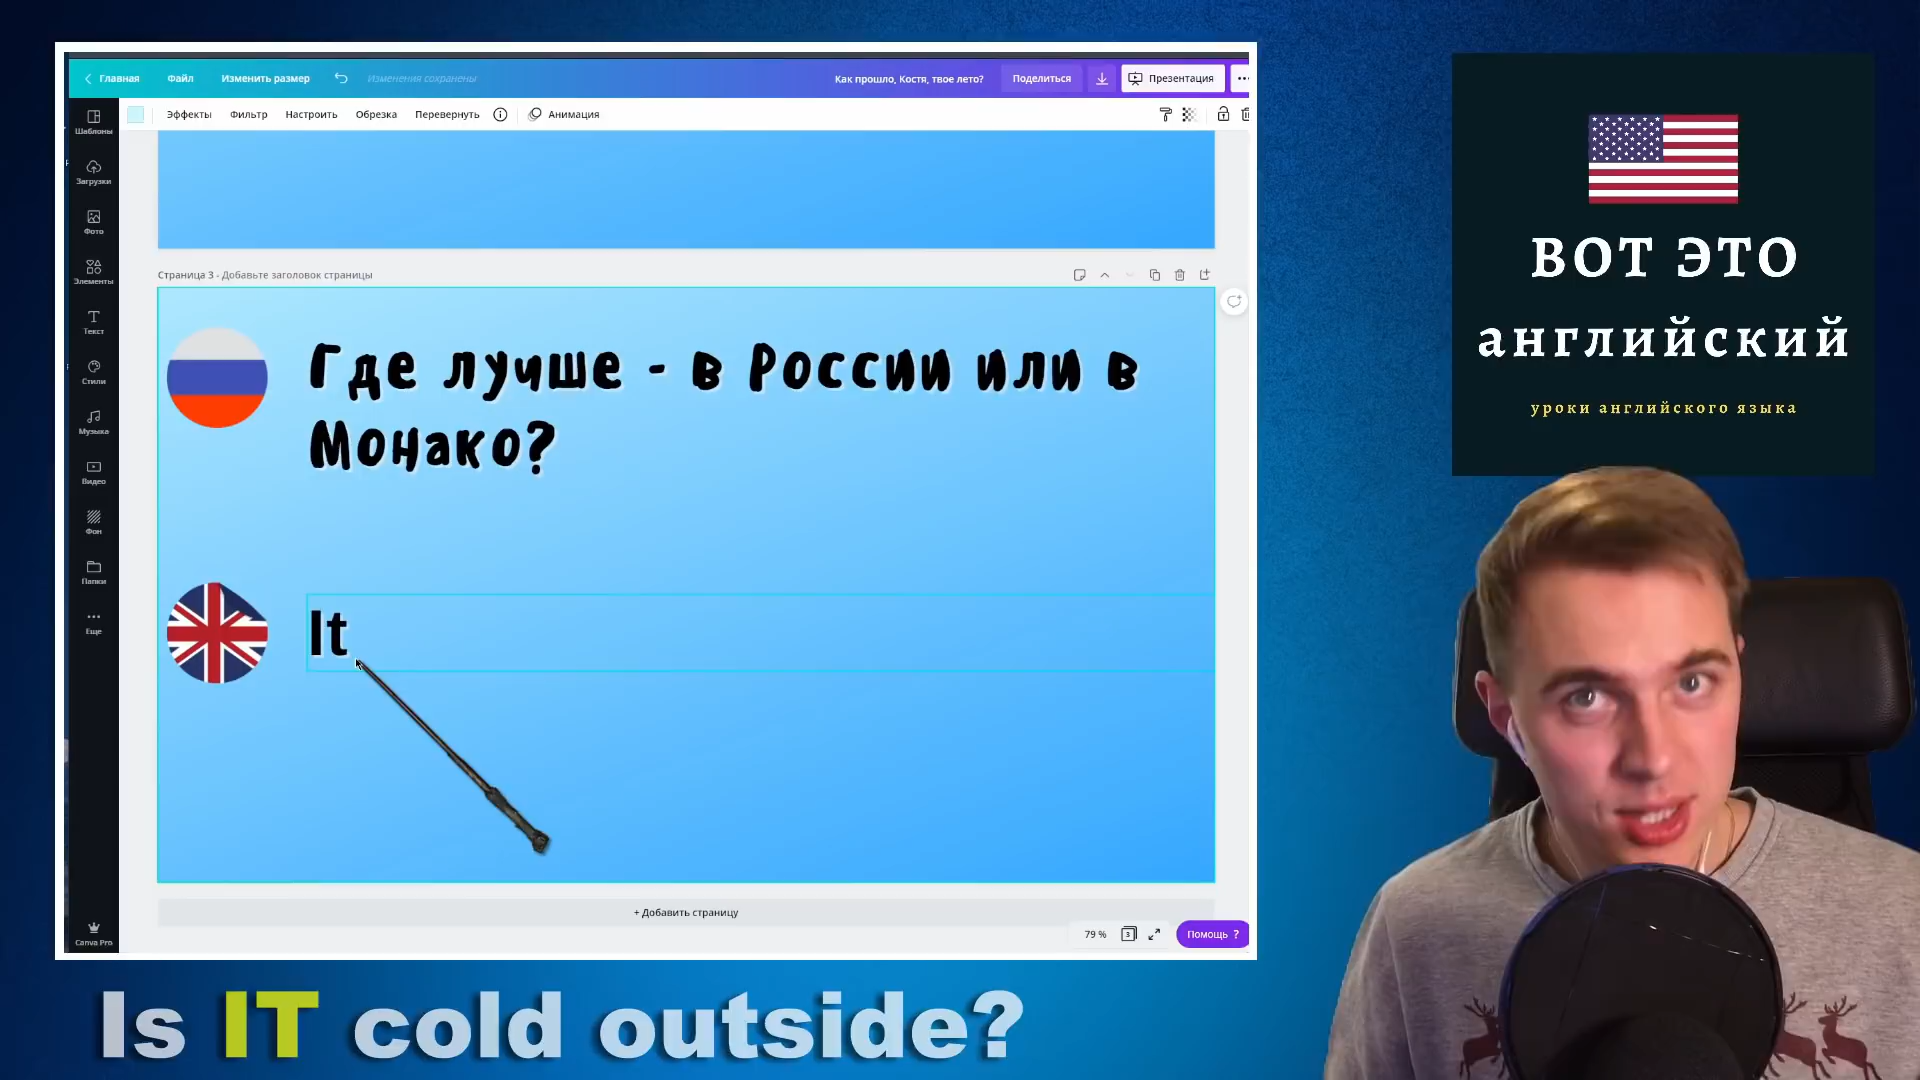 Главная Файл Изменить размер Изменения сохранены Как прошло, Костя, твое лето? Поделиться Презентация
Эффекты Фильтр Настроить Обрезка Перевернуть Анимация
Шаблоны
Загрузки
Фото
Элементы
Текст
Стили
Музыка
Видео
Фон
Папки
Еще
Canva Pro
Страница 3 - Добавьте заголовок страницы
Где лучше - в России или в
Монако?
It
+ Добавить страницу
79 % 3 Помощь ?
ВОТ ЭТО
английский
уроки английского языка
Is IT cold outside?